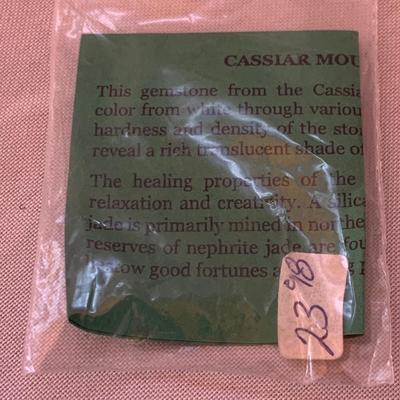 CASSIAR MOU
This gemstone from the Cassia
color from white through variou
hardness and density of the sto
reveal a rich translucent shade of
The healing properties of the
relaxation and creativity. A silica
jade is primarily mined in north
reserves of nephrite jade are fou
bestow good fortunes a
23 98